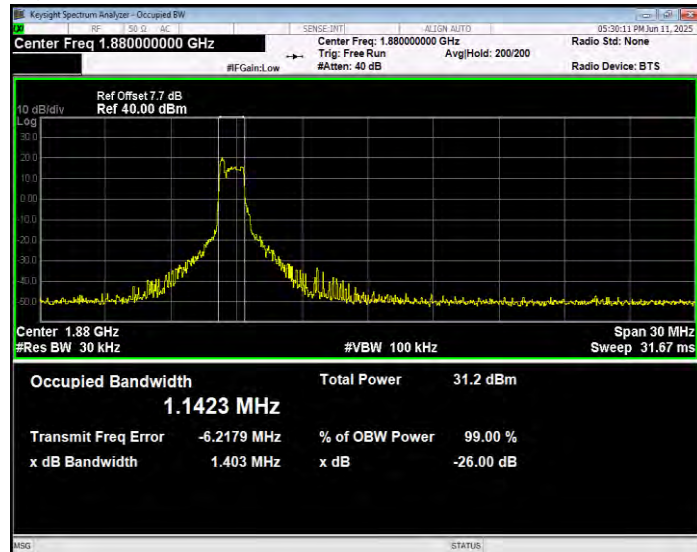 Keysight Spectrum Analyzer - Occupied BW
RF 50 Ω AC SENSE:INT ALIGN AUTO 05:30:11 PM Jun 11, 2025
Center Freq 1.880000000 GHz
Center Freq: 1.880000000 GHz
Radio Std: None
Trig: Free Run Avg|Hold: 200/200
#IFGain:Low
#Atten: 40 dB
Radio Device: BTS
Ref Offset 7.7 dB
10 dB/div Ref 40.00 dBm
Log
30.0
20.0
10.0
0.00
-10.0
-20.0
-30.0
-40.0
-50.0
Center 1.88 GHz
Span 30 MHz
#Res BW 30 kHz
#VBW 100 kHz
Sweep 31.67 ms
Occupied Bandwidth
Total Power 31.2 dBm
1.1423 MHz
Transmit Freq Error -6.2179 MHz
% of OBW Power 99.00 %
x dB Bandwidth 1.403 MHz
x dB -26.00 dB
MSG
STATUS